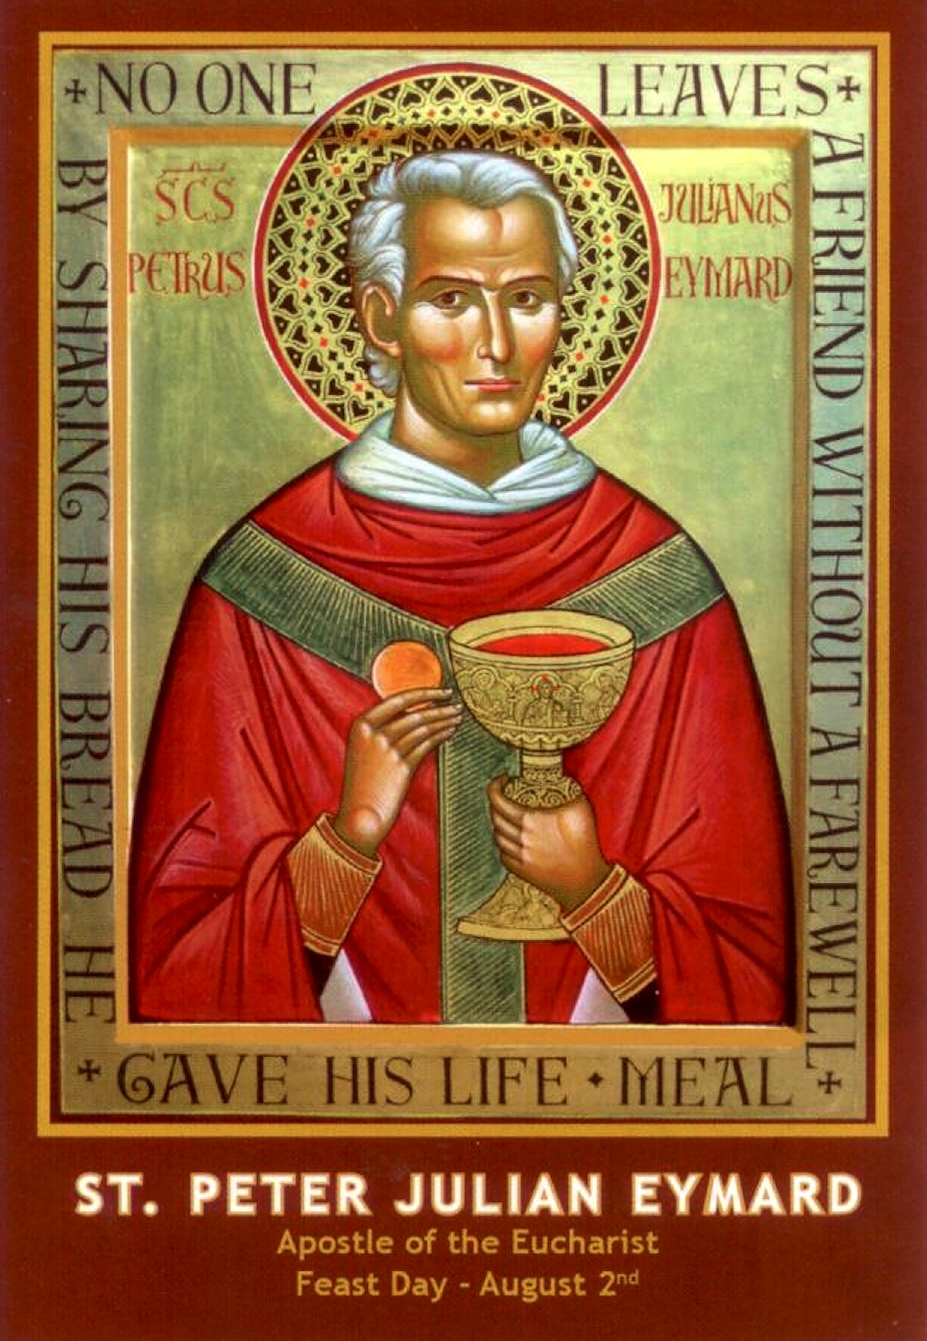 ✢ NO ONE LEAVES ✢
A FRIEND WITHOUT A FAREWELL
✢ GAVE HIS LIFE · MEAL ✢
BY SHARING HIS BREAD HE
SCS
PETRUS
JULIANUS
EYMARD
ST. PETER JULIAN EYMARD
Apostle of the Eucharist
Feast Day - August 2nd